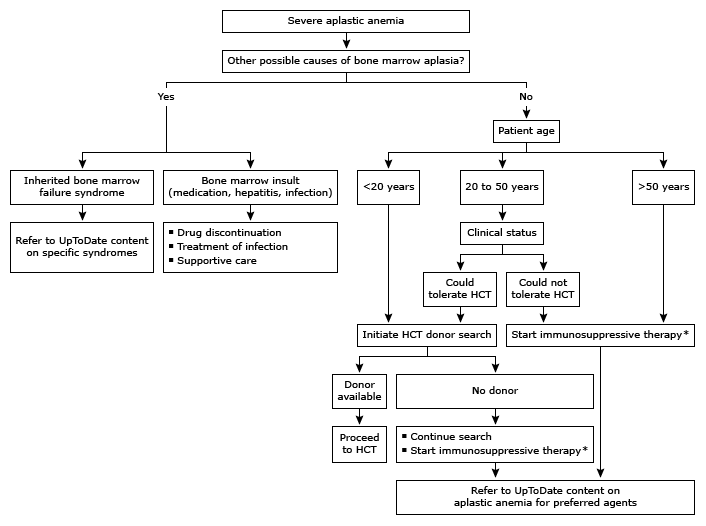 Severe aplastic anemia
Other possible causes of bone marrow aplasia?
Yes
No
Patient age
Inherited bone marrow
failure syndrome
Bone marrow insult
(medication, hepatitis, infection)
<20 years
20 to 50 years
>50 years
Refer to UpToDate content
on specific syndromes
▪ Drug discontinuation
▪ Treatment of infection
▪ Supportive care
Clinical status
Could
tolerate HCT
Could not
tolerate HCT
Initiate HCT donor search
Start immunosuppressive therapy*
Donor
available
No donor
Proceed
to HCT
▪ Continue search
▪ Start immunosuppressive therapy*
Refer to UpToDate content on
aplastic anemia for preferred agents